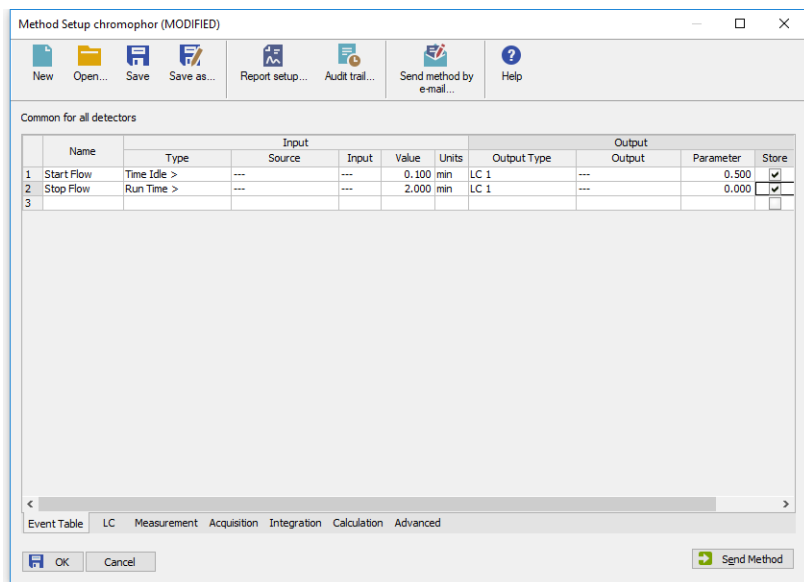 Method Setup chromophor (MODIFIED)
New Open... Save Save as... Report setup... Audit trail... Send method by e-mail... Help
Common for all detectors
Name Input Output
Type Source Input Value Units Output Type Output Parameter Store
1 Start Flow Time Idle > --- --- 0.100 min LC 1 --- 0.500
2 Stop Flow Run Time > --- --- 2.000 min LC 1 --- 0.000
3
Event Table LC Measurement Acquisition Integration Calculation Advanced
OK Cancel Send Method